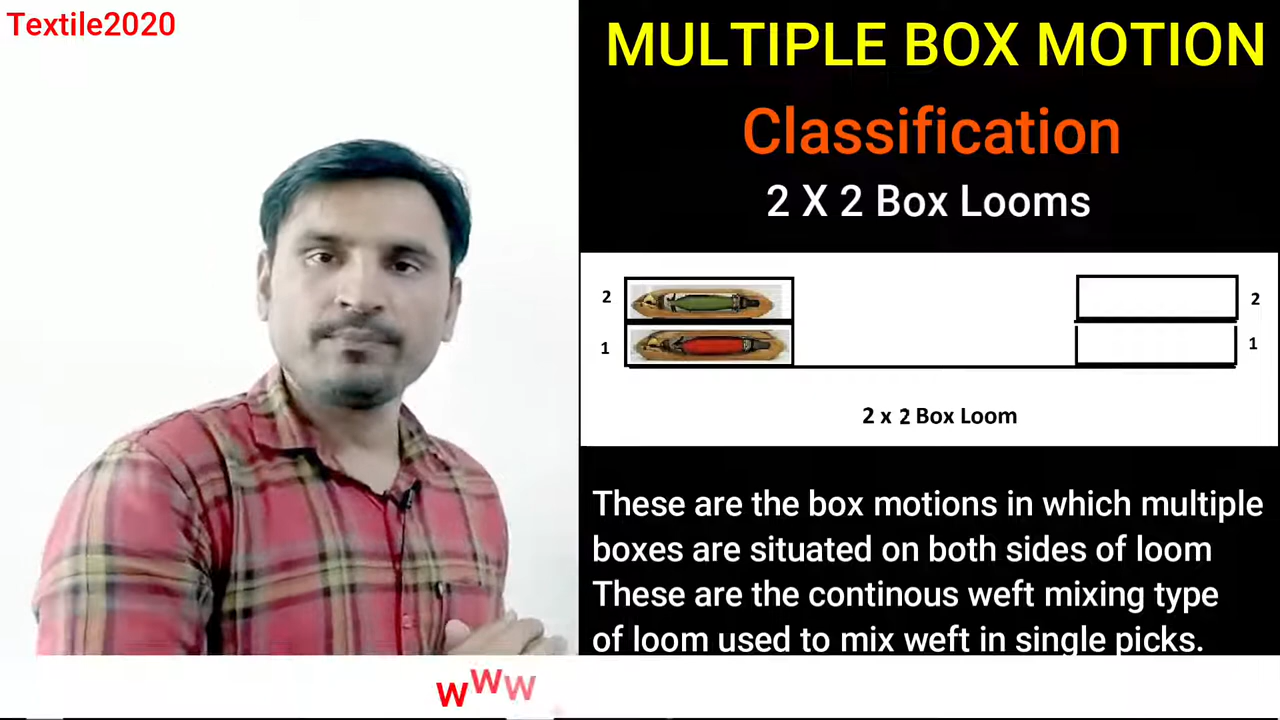 Textile2020
MULTIPLE BOX MOTION
Classification
2 X 2 Box Looms
2
2
1
1
2 x 2 Box Loom
These are the box motions in which multiple
boxes are situated on both sides of loom
These are the continous weft mixing type
of loom used to mix weft in single picks.
www